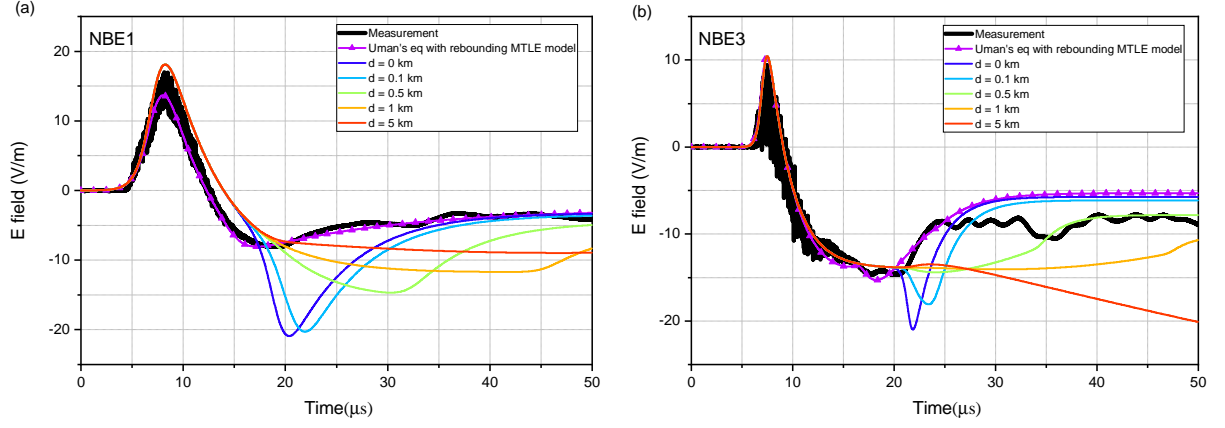 (a)
NBE1
Measurement
Uman's eq with rebounding MTLE model
d = 0 km
d = 0.1 km
d = 0.5 km
d = 1 km
d = 5 km
E field (V/m)
20
10
0
-10
-20
0 10 20 30 40 50
Time(μs)
(b)
NBE3
Measurement
Uman's eq with rebounding MTLE model
d = 0 km
d = 0.1 km
d = 0.5 km
d = 1 km
d = 5 km
E field (V/m)
10
0
-10
-20
0 10 20 30 40 50
Time(μs)